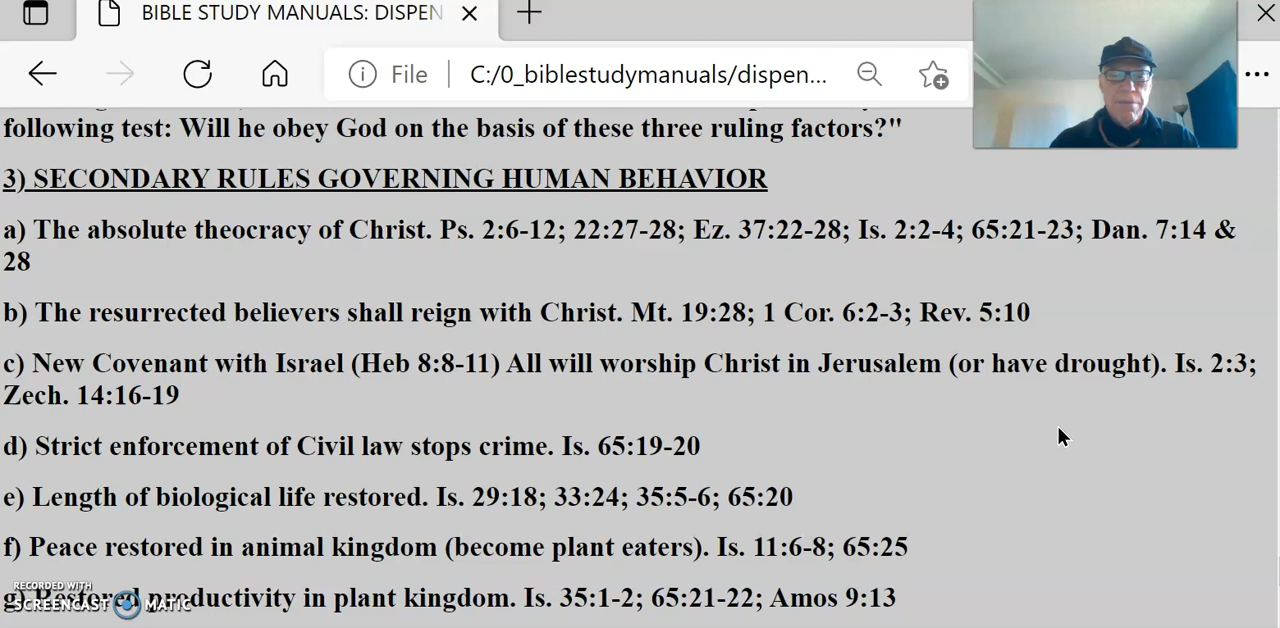 BIBLE STUDY MANUALS: DISPEN
File
C:/0_biblestudymanuals/dispen...
following test: Will he obey God on the basis of these three ruling factors?"
3) SECONDARY RULES GOVERNING HUMAN BEHAVIOR
a) The absolute theocracy of Christ. Ps. 2:6-12; 22:27-28; Ez. 37:22-28; Is. 2:2-4; 65:21-23; Dan. 7:14 &
28
b) The resurrected believers shall reign with Christ. Mt. 19:28; 1 Cor. 6:2-3; Rev. 5:10
c) New Covenant with Israel (Heb 8:8-11) All will worship Christ in Jerusalem (or have drought). Is. 2:3;
Zech. 14:16-19
d) Strict enforcement of Civil law stops crime. Is. 65:19-20
e) Length of biological life restored. Is. 29:18; 33:24; 35:5-6; 65:20
f) Peace restored in animal kingdom (become plant eaters). Is. 11:6-8; 65:25
RECORDED WITH
g) Restored productivity in plant kingdom. Is. 35:1-2; 65:21-22; Amos 9:13
SCREENCAST MATIC